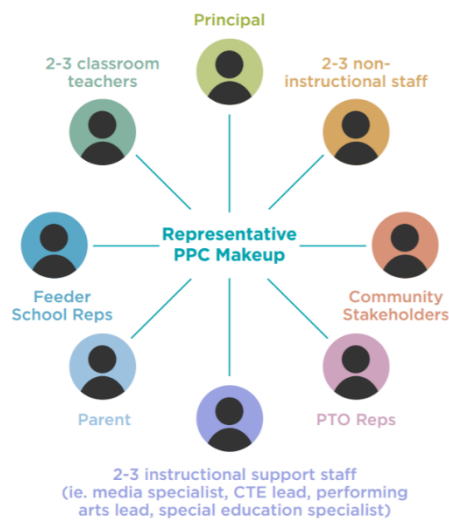 Principal
2-3 classroom
teachers
2-3 non-
instructional staff
Representative
PPC Makeup
Feeder
School Reps
Community
Stakeholders
Parent
PTO Reps
2-3 instructional support staff
(ie. media specialist, CTE lead, performing
arts lead, special education specialist)